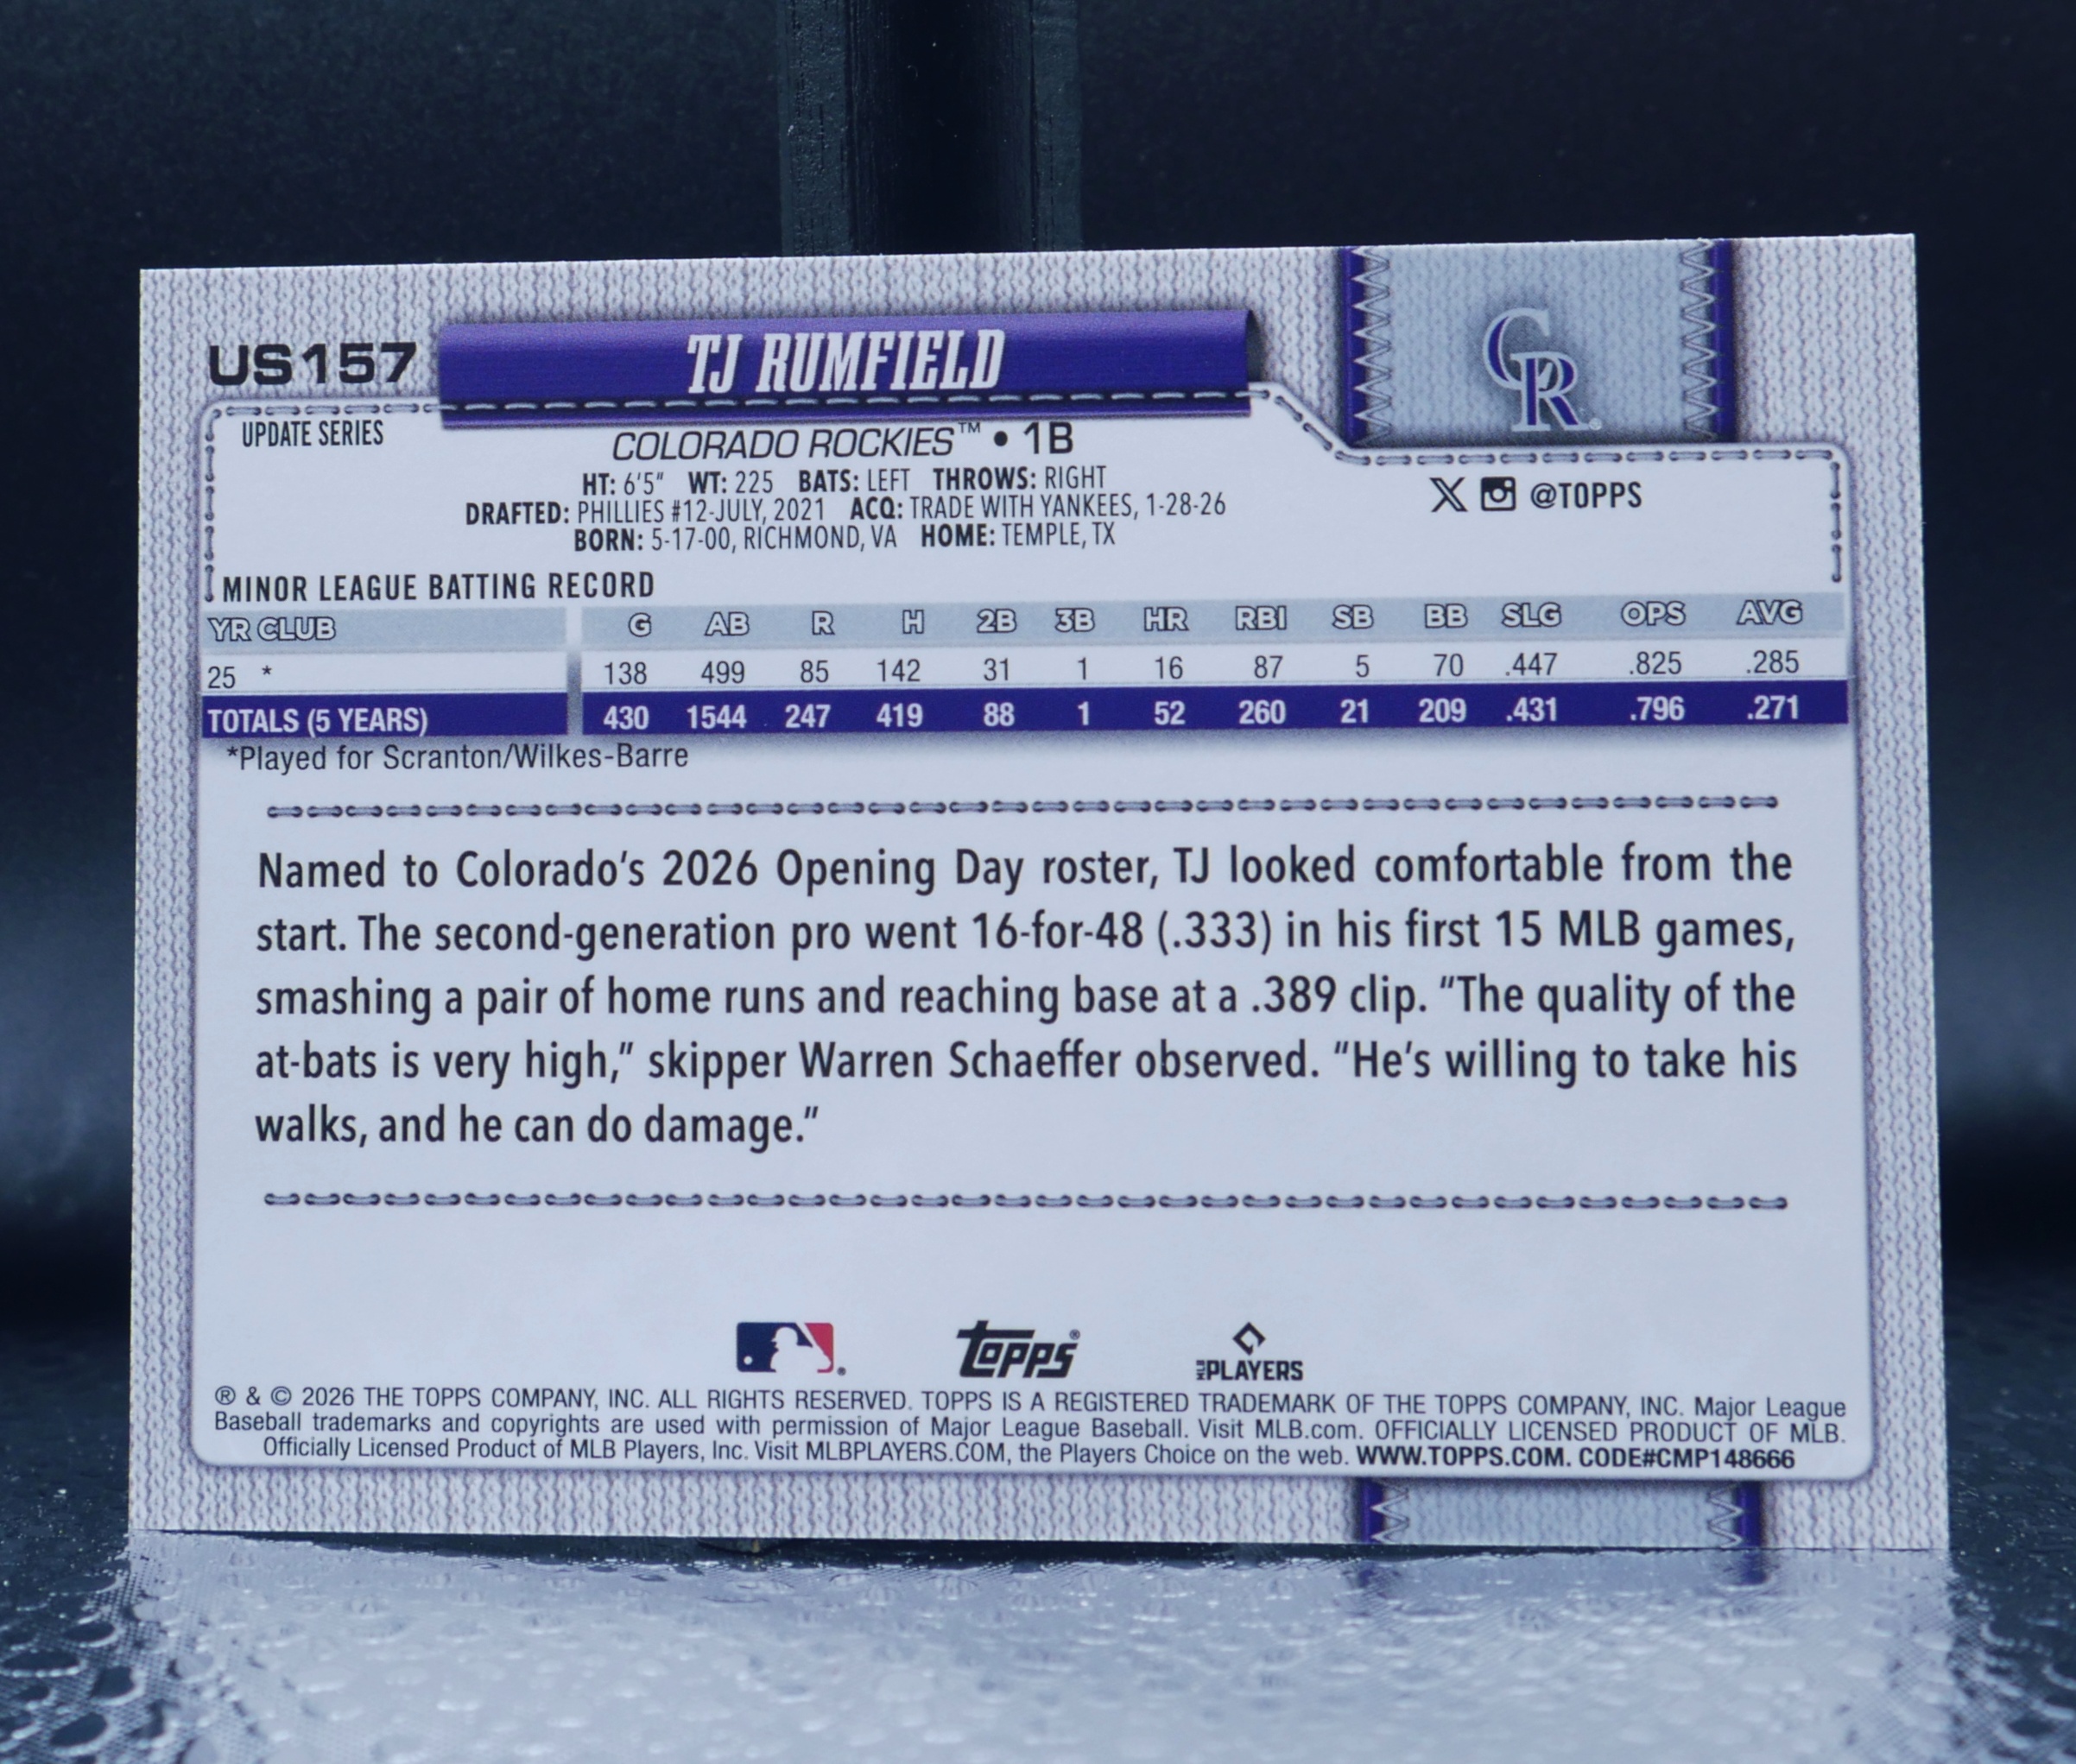 US157
TJ RUMFIELD
CR
UPDATE SERIES
COLORADO ROCKIES™ • 1B
HT: 6'5" WT: 225 BATS: LEFT THROWS: RIGHT
DRAFTED: PHILLIES #12-JULY, 2021 ACQ: TRADE WITH YANKEES, 1-28-26
BORN: 5-17-00, RICHMOND, VA HOME: TEMPLE, TX
X @TOPPS
MINOR LEAGUE BATTING RECORD
YR CLUB G AB R H 2B 3B HR RBI SB BB SLG OPS AVG
25 * 138 499 85 142 31 1 16 87 5 70 .447 .825 .285
TOTALS (5 YEARS) 430 1544 247 419 88 1 52 260 21 209 .431 .796 .271
*Played for Scranton/Wilkes-Barre
Named to Colorado's 2026 Opening Day roster, TJ looked comfortable from the
start. The second-generation pro went 16-for-48 (.333) in his first 15 MLB games,
smashing a pair of home runs and reaching base at a .389 clip. "The quality of the
at-bats is very high," skipper Warren Schaeffer observed. "He's willing to take his
walks, and he can do damage."
Topps®
MLB PLAYERS
® & © 2026 THE TOPPS COMPANY, INC. ALL RIGHTS RESERVED. TOPPS IS A REGISTERED TRADEMARK OF THE TOPPS COMPANY, INC. Major League
Baseball trademarks and copyrights are used with permission of Major League Baseball. Visit MLB.com. OFFICIALLY LICENSED PRODUCT OF MLB.
Officially Licensed Product of MLB Players, Inc. Visit MLBPLAYERS.COM, the Players Choice on the web. WWW.TOPPS.COM. CODE#CMP148666